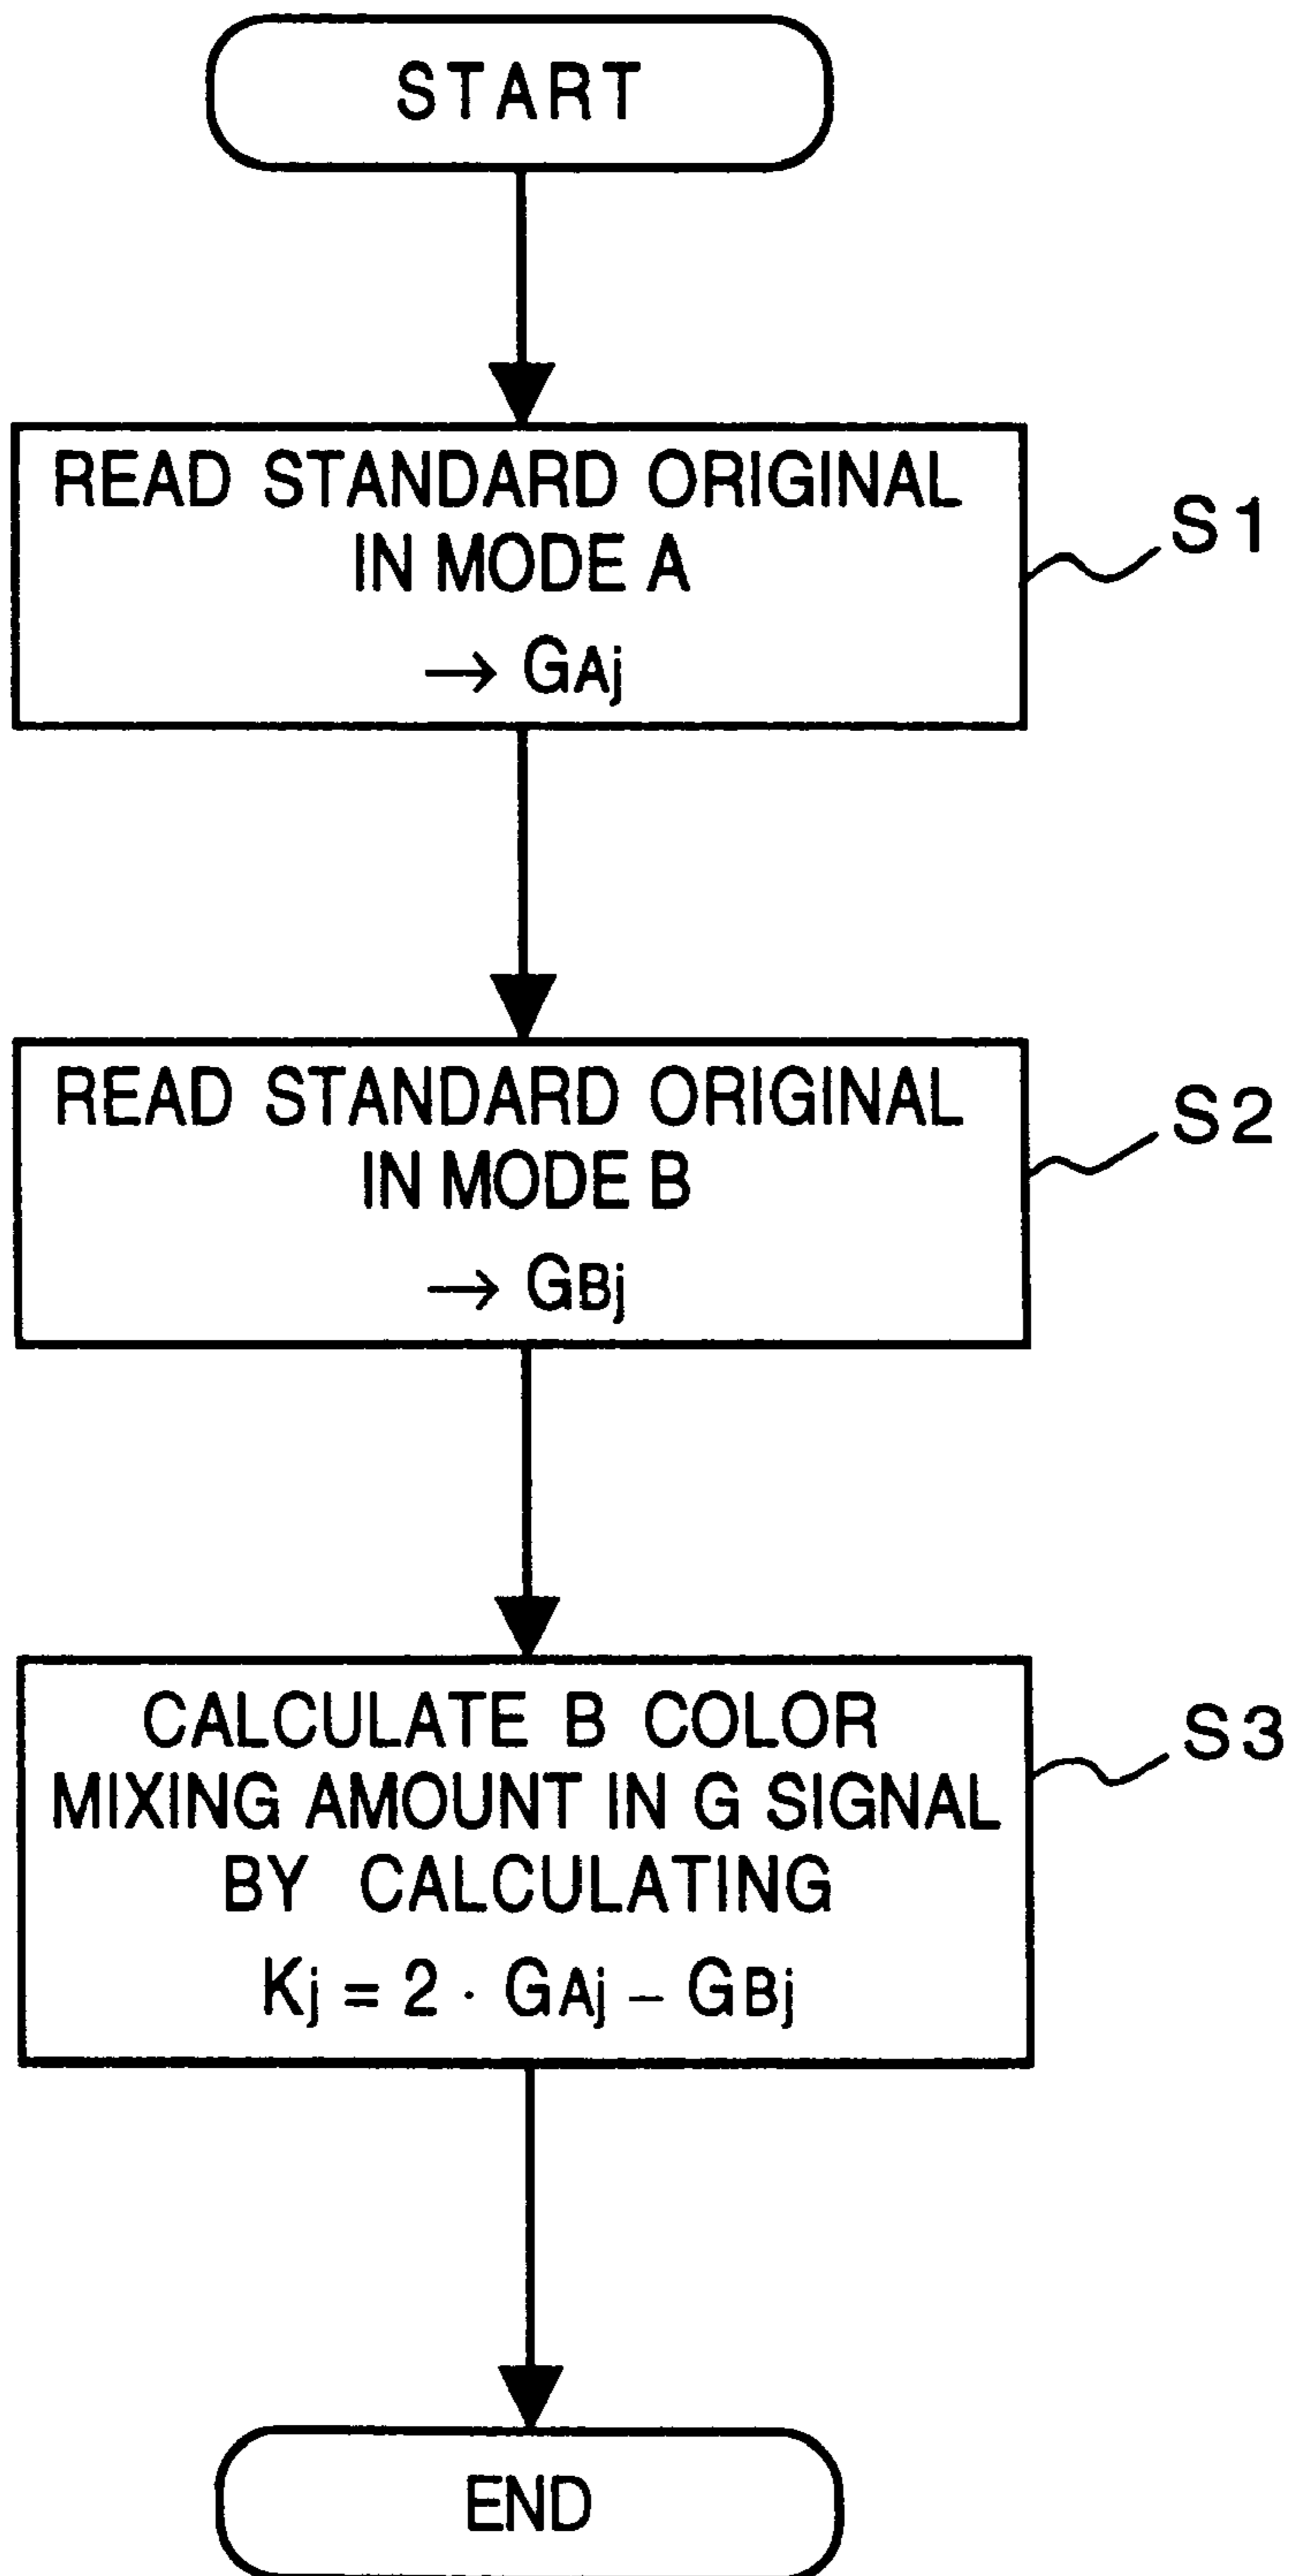 START
READ STANDARD ORIGINAL
IN MODE A
→ GAj
S1
READ STANDARD ORIGINAL
IN MODE B
→ GBj
S2
CALCULATE B COLOR
MIXING AMOUNT IN G SIGNAL
BY CALCULATING
Kj = 2 · GAj – GBj
S3
END